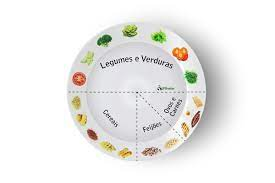 Legumes e Verduras
Cereais
Feijões
Ovos e
Carnes